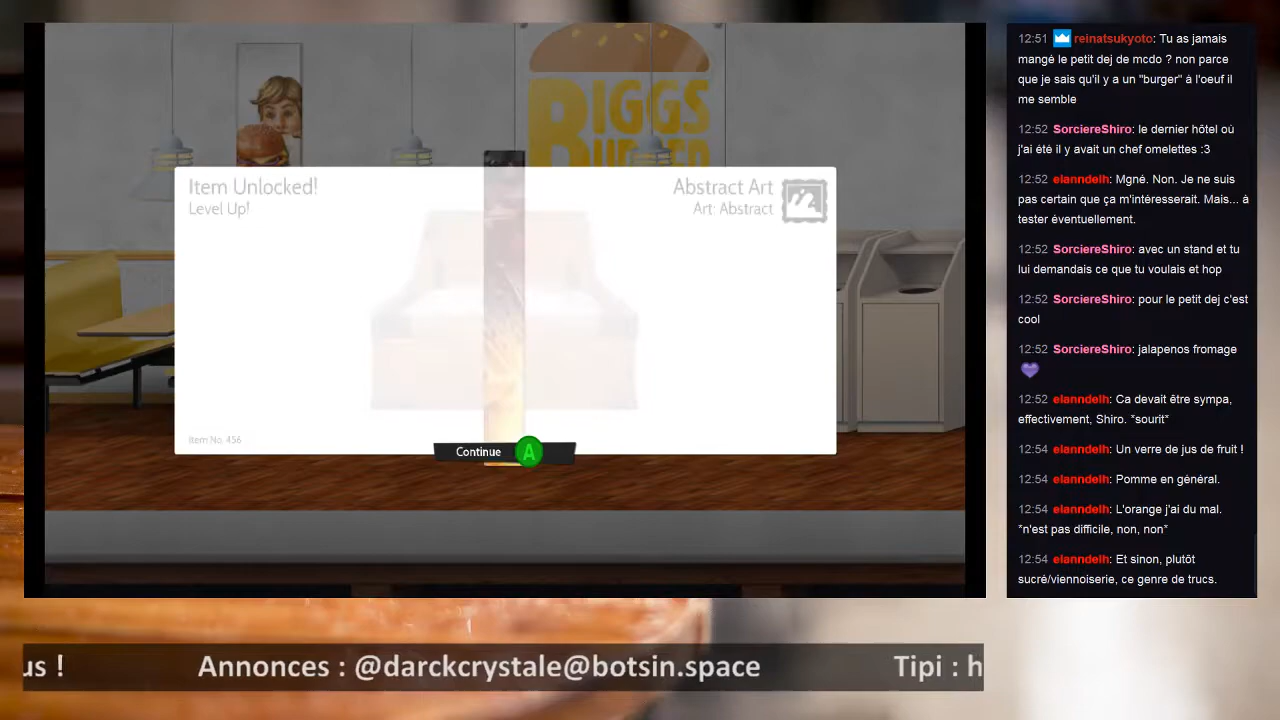 BIGGS
BURGER
Item Unlocked!
Level Up!
Abstract Art
Art: Abstract
Item No. 456
Continue A
12:51 reinatsukyoto: Tu as jamais
mangé le petit dej de mcdo ? non parce
que je sais qu'il y a un "burger" à l'oeuf il
me semble
12:52 SorciereShiro: le dernier hôtel où
j'ai été il y avait un chef omelettes :3
12:52 elanndelh: Mgné. Non. Je ne suis
pas certain que ça m'intéresserait. Mais... à
tester éventuellement.
12:52 SorciereShiro: avec un stand et tu
lui demandais ce que tu voulais et hop
12:52 SorciereShiro: pour le petit dej c'est
cool
12:52 SorciereShiro: jalapenos fromage
💜
12:52 elanndelh: Ca devait être sympa,
effectivement, Shiro. *sourit*
12:54 elanndelh: Un verre de jus de fruit !
12:54 elanndelh: Pomme en général.
12:54 elanndelh: L'orange j'ai du mal.
*n'est pas difficile, non, non*
12:54 elanndelh: Et sinon, plutôt
sucré/viennoiserie, ce genre de trucs.
us ! Annonces : @darckcrystale@botsin.space Tipi : h